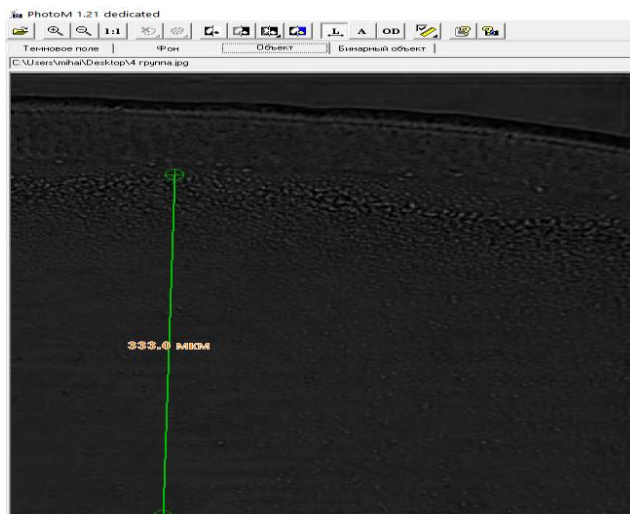 PhotoM 1.21 dedicated
1:1 L A OD
Темновое поле | Фон | Объект | Бинарный объект |
C:\Users\mihai\Desktop\4 группа.jpg
333.0 мкм